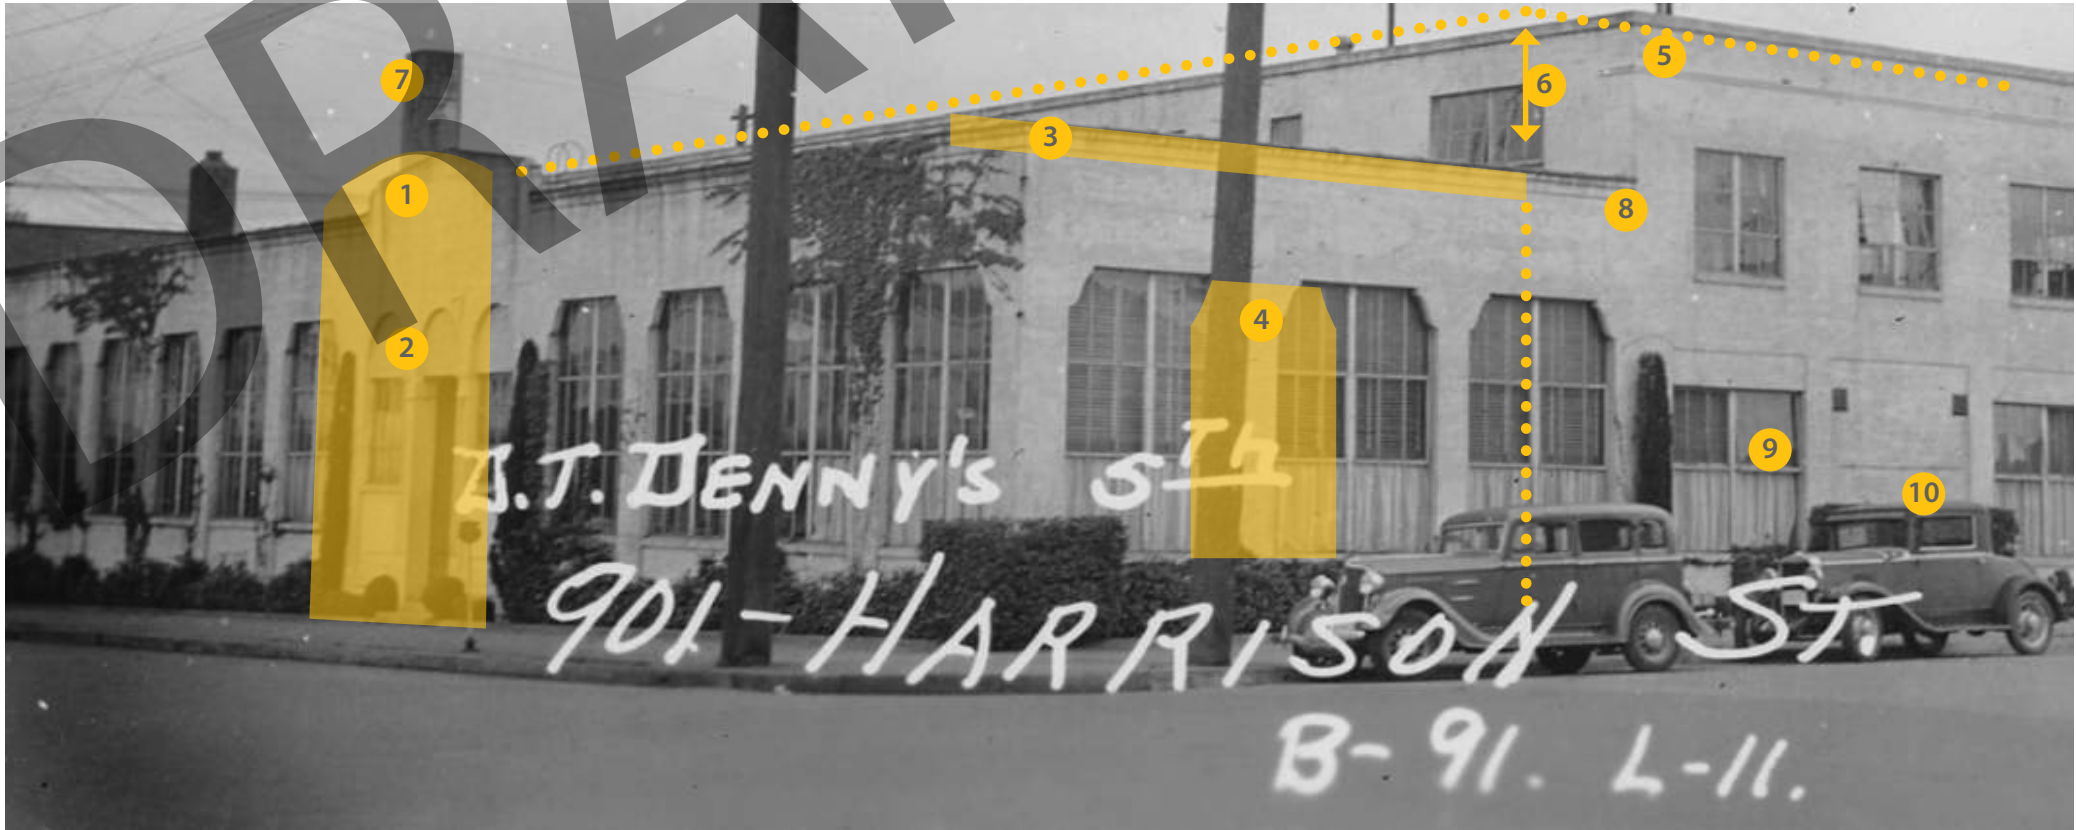 DRA
7
5
6
3
1
8
4
2
9
10
D.T. DENNY'S 5TH
901-HARRISON ST.
B-91. L-11.